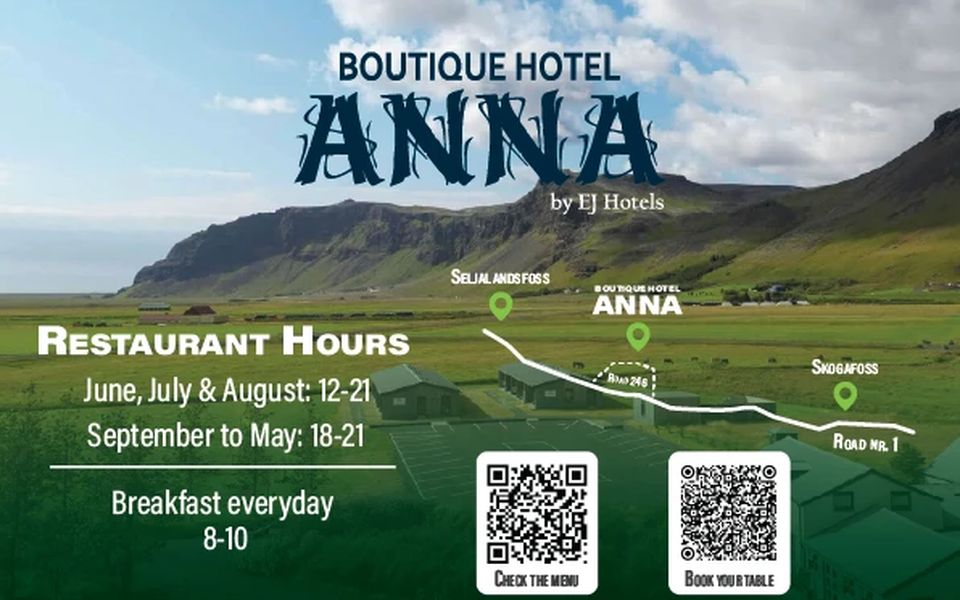 BOUTIQUE HOTEL
ANNA
by EJ Hotels
SELJALANDSFOSS
BOUTIQUE HOTEL
ANNA
ROAD 246
SKOGAFOSS
ROAD NR. 1
RESTAURANT HOURS
June, July & August: 12-21
September to May: 18-21
Breakfast everyday
8-10
CHECK THE MENU
BOOK YOUR TABLE